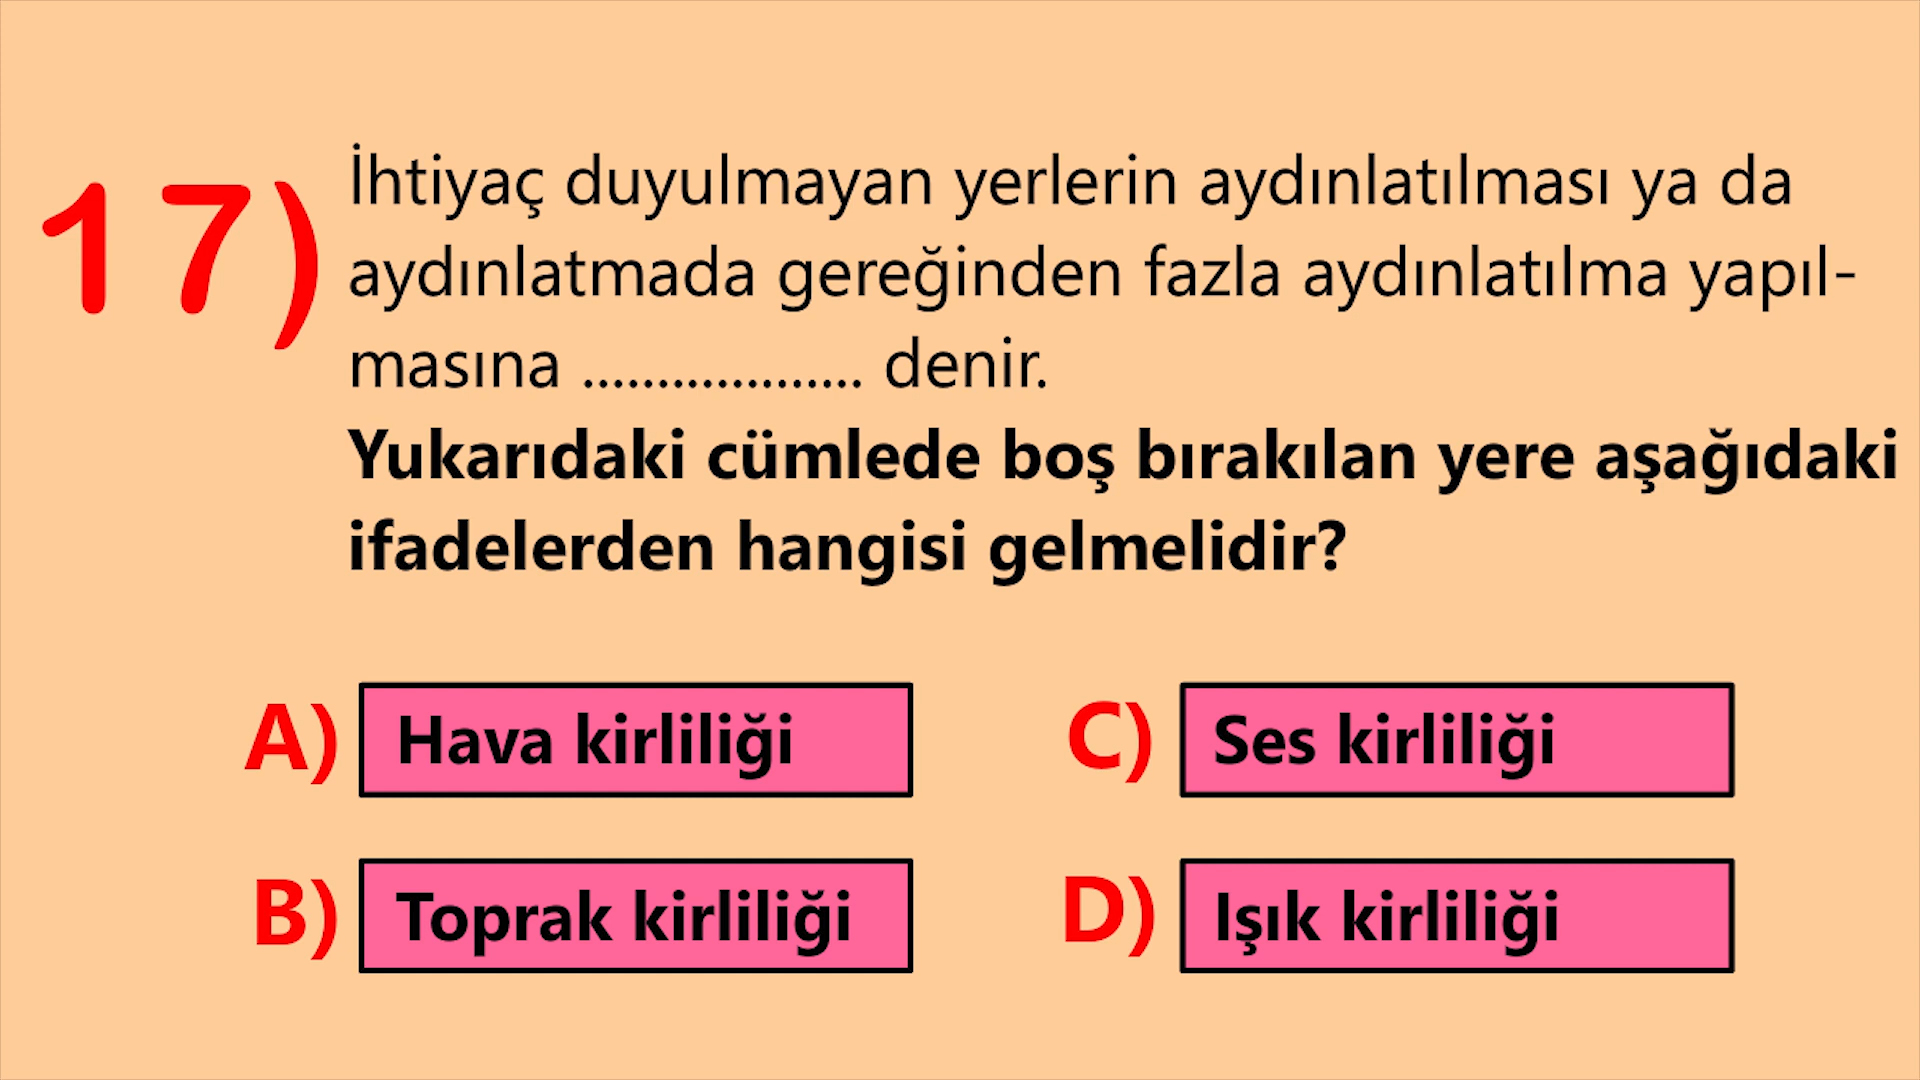 17)
İhtiyaç duyulmayan yerlerin aydınlatılması ya da
aydınlatmada gereğinden fazla aydınlatılma yapıl-
masına ................... denir.
Yukarıdaki cümlede boş bırakılan yere aşağıdaki
ifadelerden hangisi gelmelidir?
A) Hava kirliliği
B) Toprak kirliliği
C) Ses kirliliği
D) Işık kirliliği